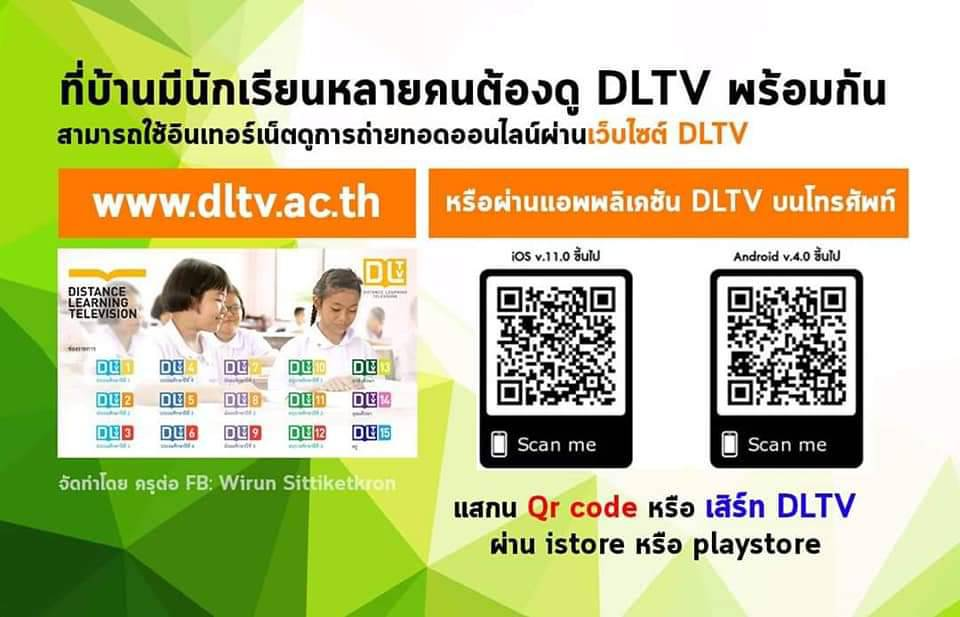 ที่บ้านมีนักเรียนหลายคนต้องดู DLTV พร้อมกัน
สามารถใช้อินเทอร์เน็ตดูการถ่ายทอดออนไลน์ผ่านเว็บไซต์ DLTV
www.dltv.ac.th
หรือผ่านแอพพลิเคชัน DLTV บนโทรศัพท์
DISTANCE
LEARNING
TELEVISION
DLTV
DISTANCE LEARNING
TELEVISION
ช่องรายการ
DLTV 1 DLTV 4 DLTV 7 DLTV 10 DLTV 13
DLTV 2 DLTV 5 DLTV 8 DLTV 11 DLTV 14
DLTV 3 DLTV 6 DLTV 9 DLTV 12 DLTV 15
iOS v.11.0 ขึ้นไป
Scan me
Android v.4.0 ขึ้นไป
Scan me
จัดทำโดย ครูต่อ FB: Wirun Sittiketkron
แสกน Qr code หรือ เสิร์ท DLTV
ผ่าน istore หรือ playstore